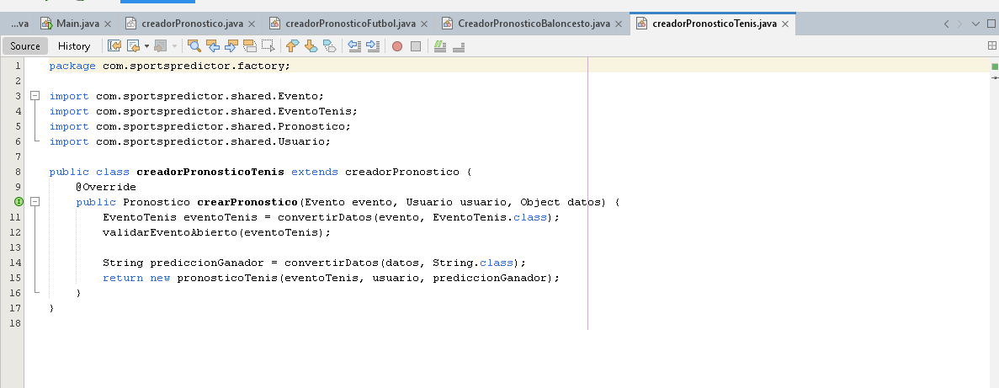 ...va Main.java creadorPronostico.java creadorPronosticoFutbol.java CreadorPronosticoBaloncesto.java creadorPronosticoTenis.java
Source History
1 package com.sportspredictor.factory;
2
3 import com.sportspredictor.shared.Evento;
4 import com.sportspredictor.shared.EventoTenis;
5 import com.sportspredictor.shared.Pronostico;
6 import com.sportspredictor.shared.Usuario;
7
8 public class creadorPronosticoTenis extends creadorPronostico {
9 @Override
public Pronostico crearPronostico(Evento evento, Usuario usuario, Object datos) {
11 EventoTenis eventoTenis = convertirDatos(evento, EventoTenis.class);
12 validarEventoAbierto(eventoTenis);
13
14 String prediccionGanador = convertirDatos(datos, String.class);
15 return new pronosticoTenis(eventoTenis, usuario, prediccionGanador);
16 }
17 }
18